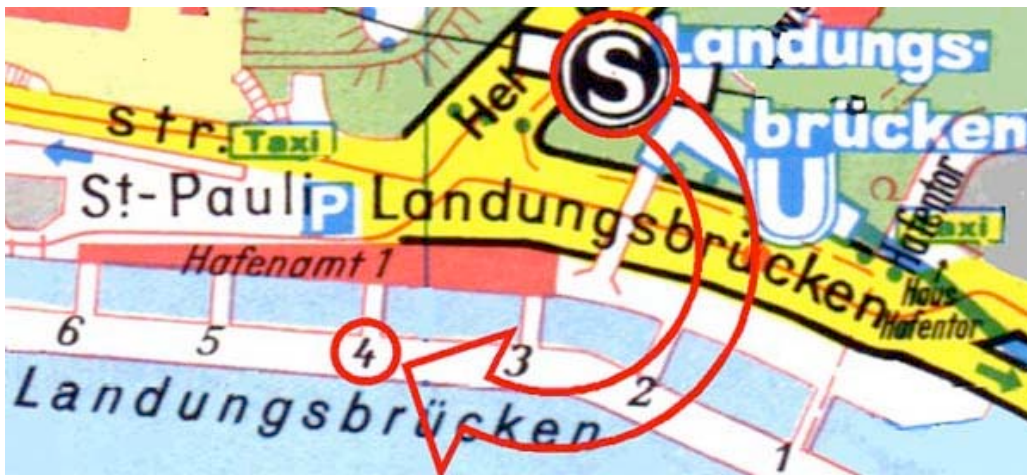 S Landungs-
brücken
Hel
str.
Taxi
U
St-Pauli
P
Landungsbrücken
Hafentor
Taxi
Hafenamt 1
Haus
Hafentor
6
5
4
3
2
1
Landungsbrücken